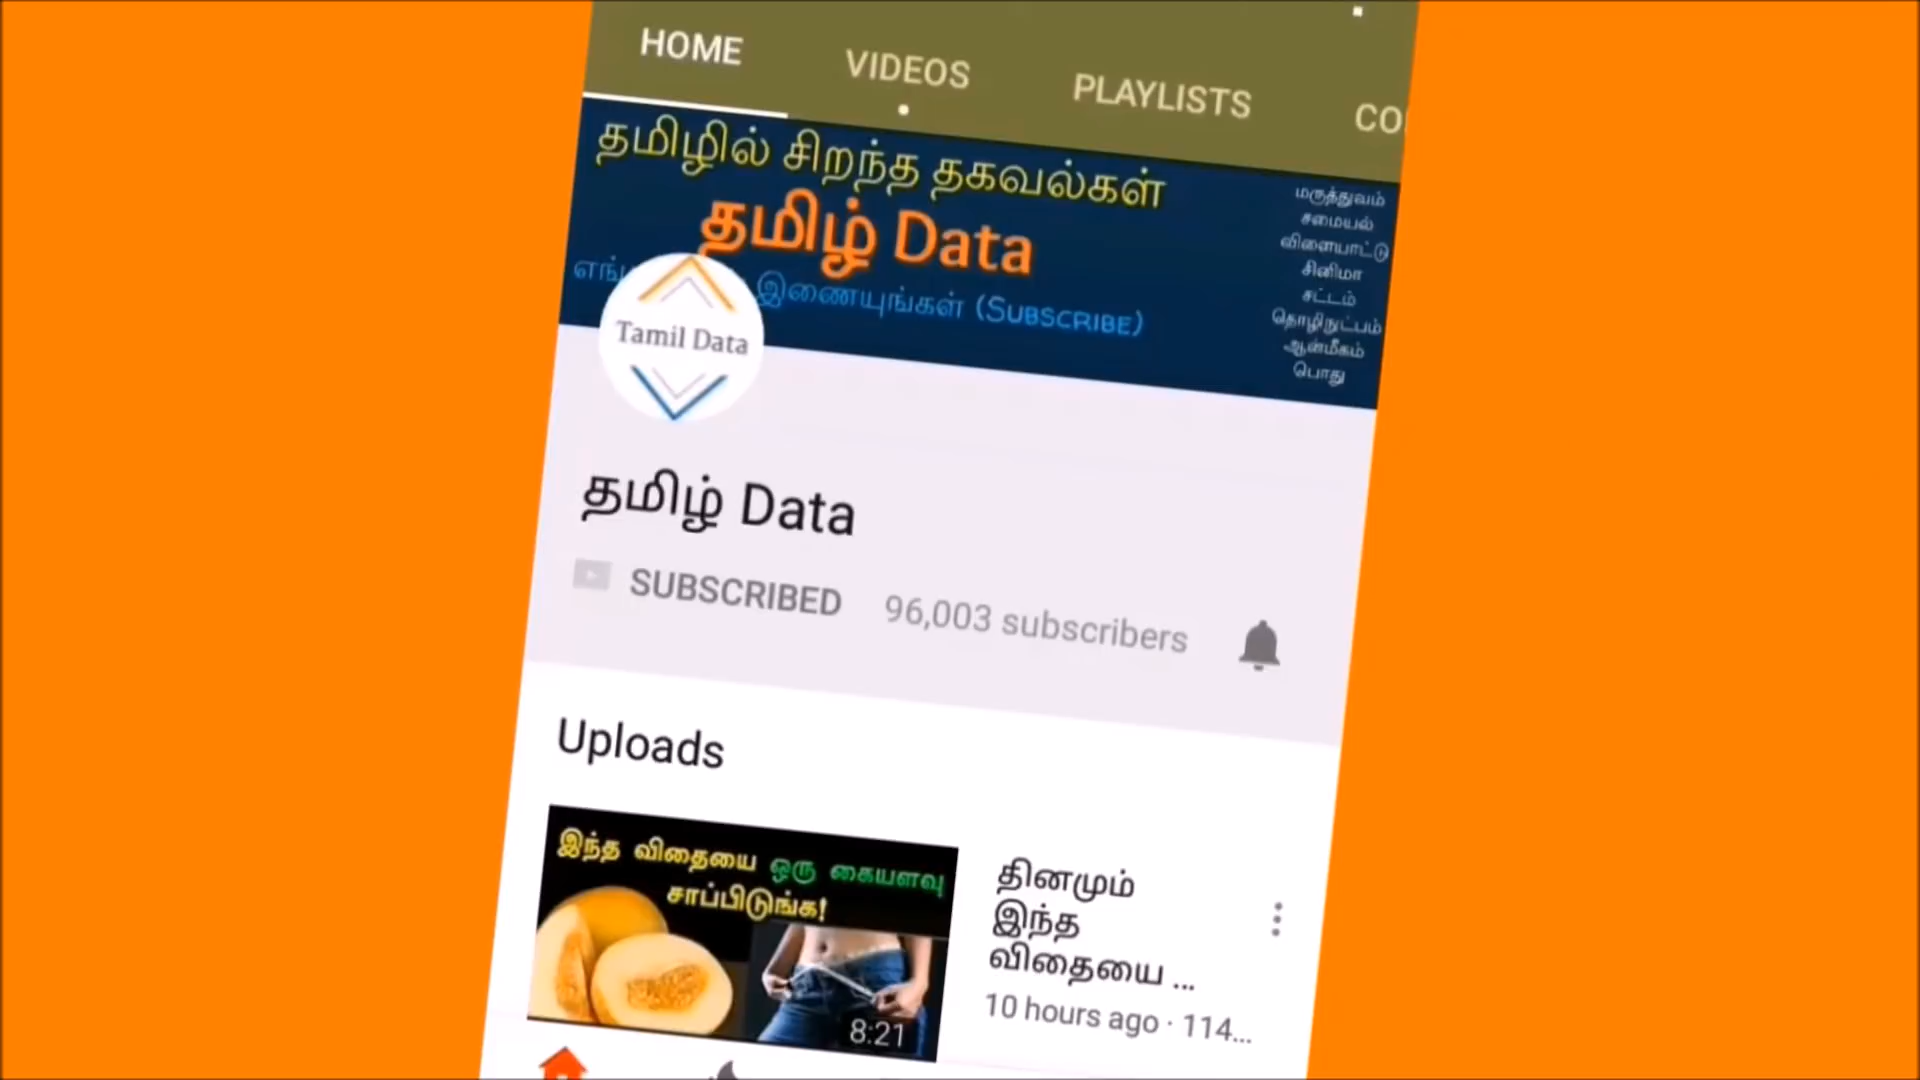 HOME VIDEOS PLAYLISTS
தமிழில் சிறந்த தகவல்கள்
தமிழ் Data
இணையுங்கள் (SUBSCRIBE)
மருத்துவம்
சமையல்
விளையாட்டு
சினிமா
சட்டம்
தொழிநுட்பம்
ஆன்மீகம்
பொது
Tamil Data
தமிழ் Data
SUBSCRIBED 96,003 subscribers
Uploads
இந்த விதையை ஒரு கையளவு
சாப்பிடுங்க!
8:21
தினமும்
இந்த
விதையை ...
10 hours ago · 114...